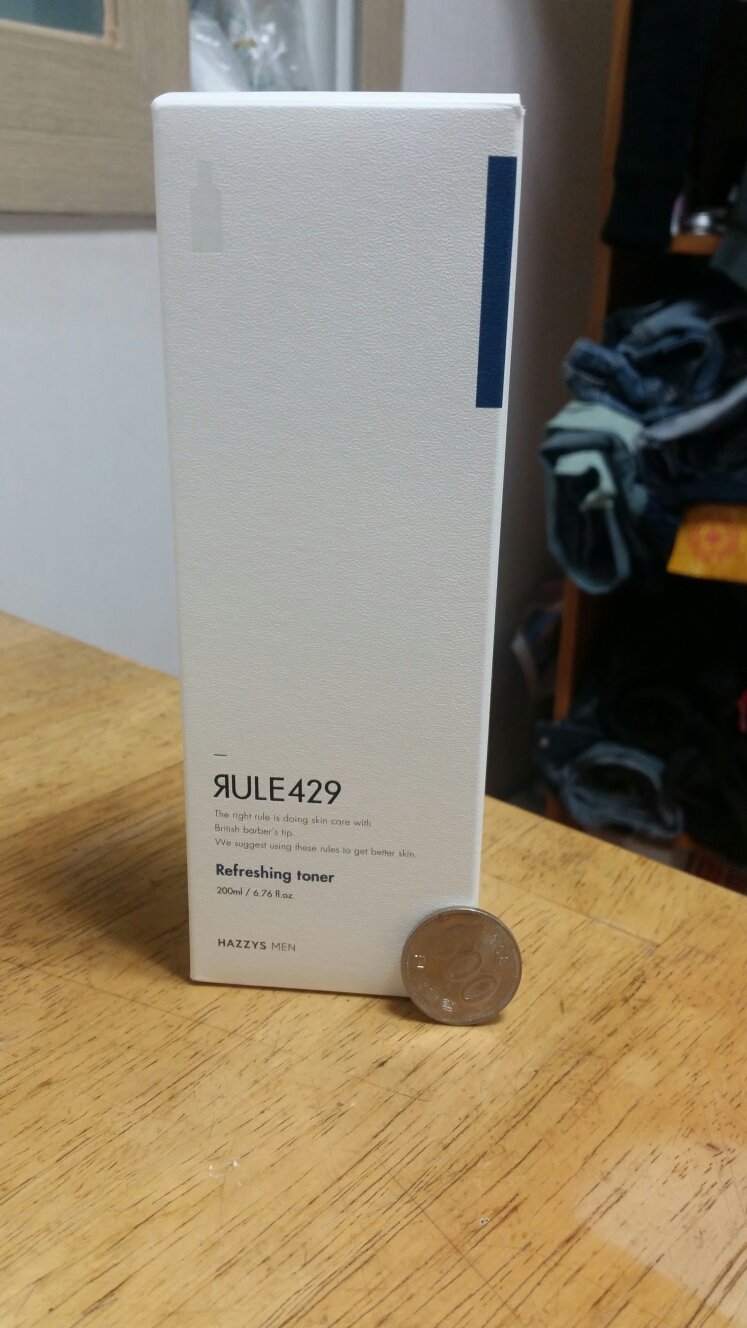 ЯULE429
The right rule is doing skin care with
British barber's tip.
We suggest using these rules to get better skin.
Refreshing toner
200ml / 6.76 fl.oz.
HAZZYS MEN
500